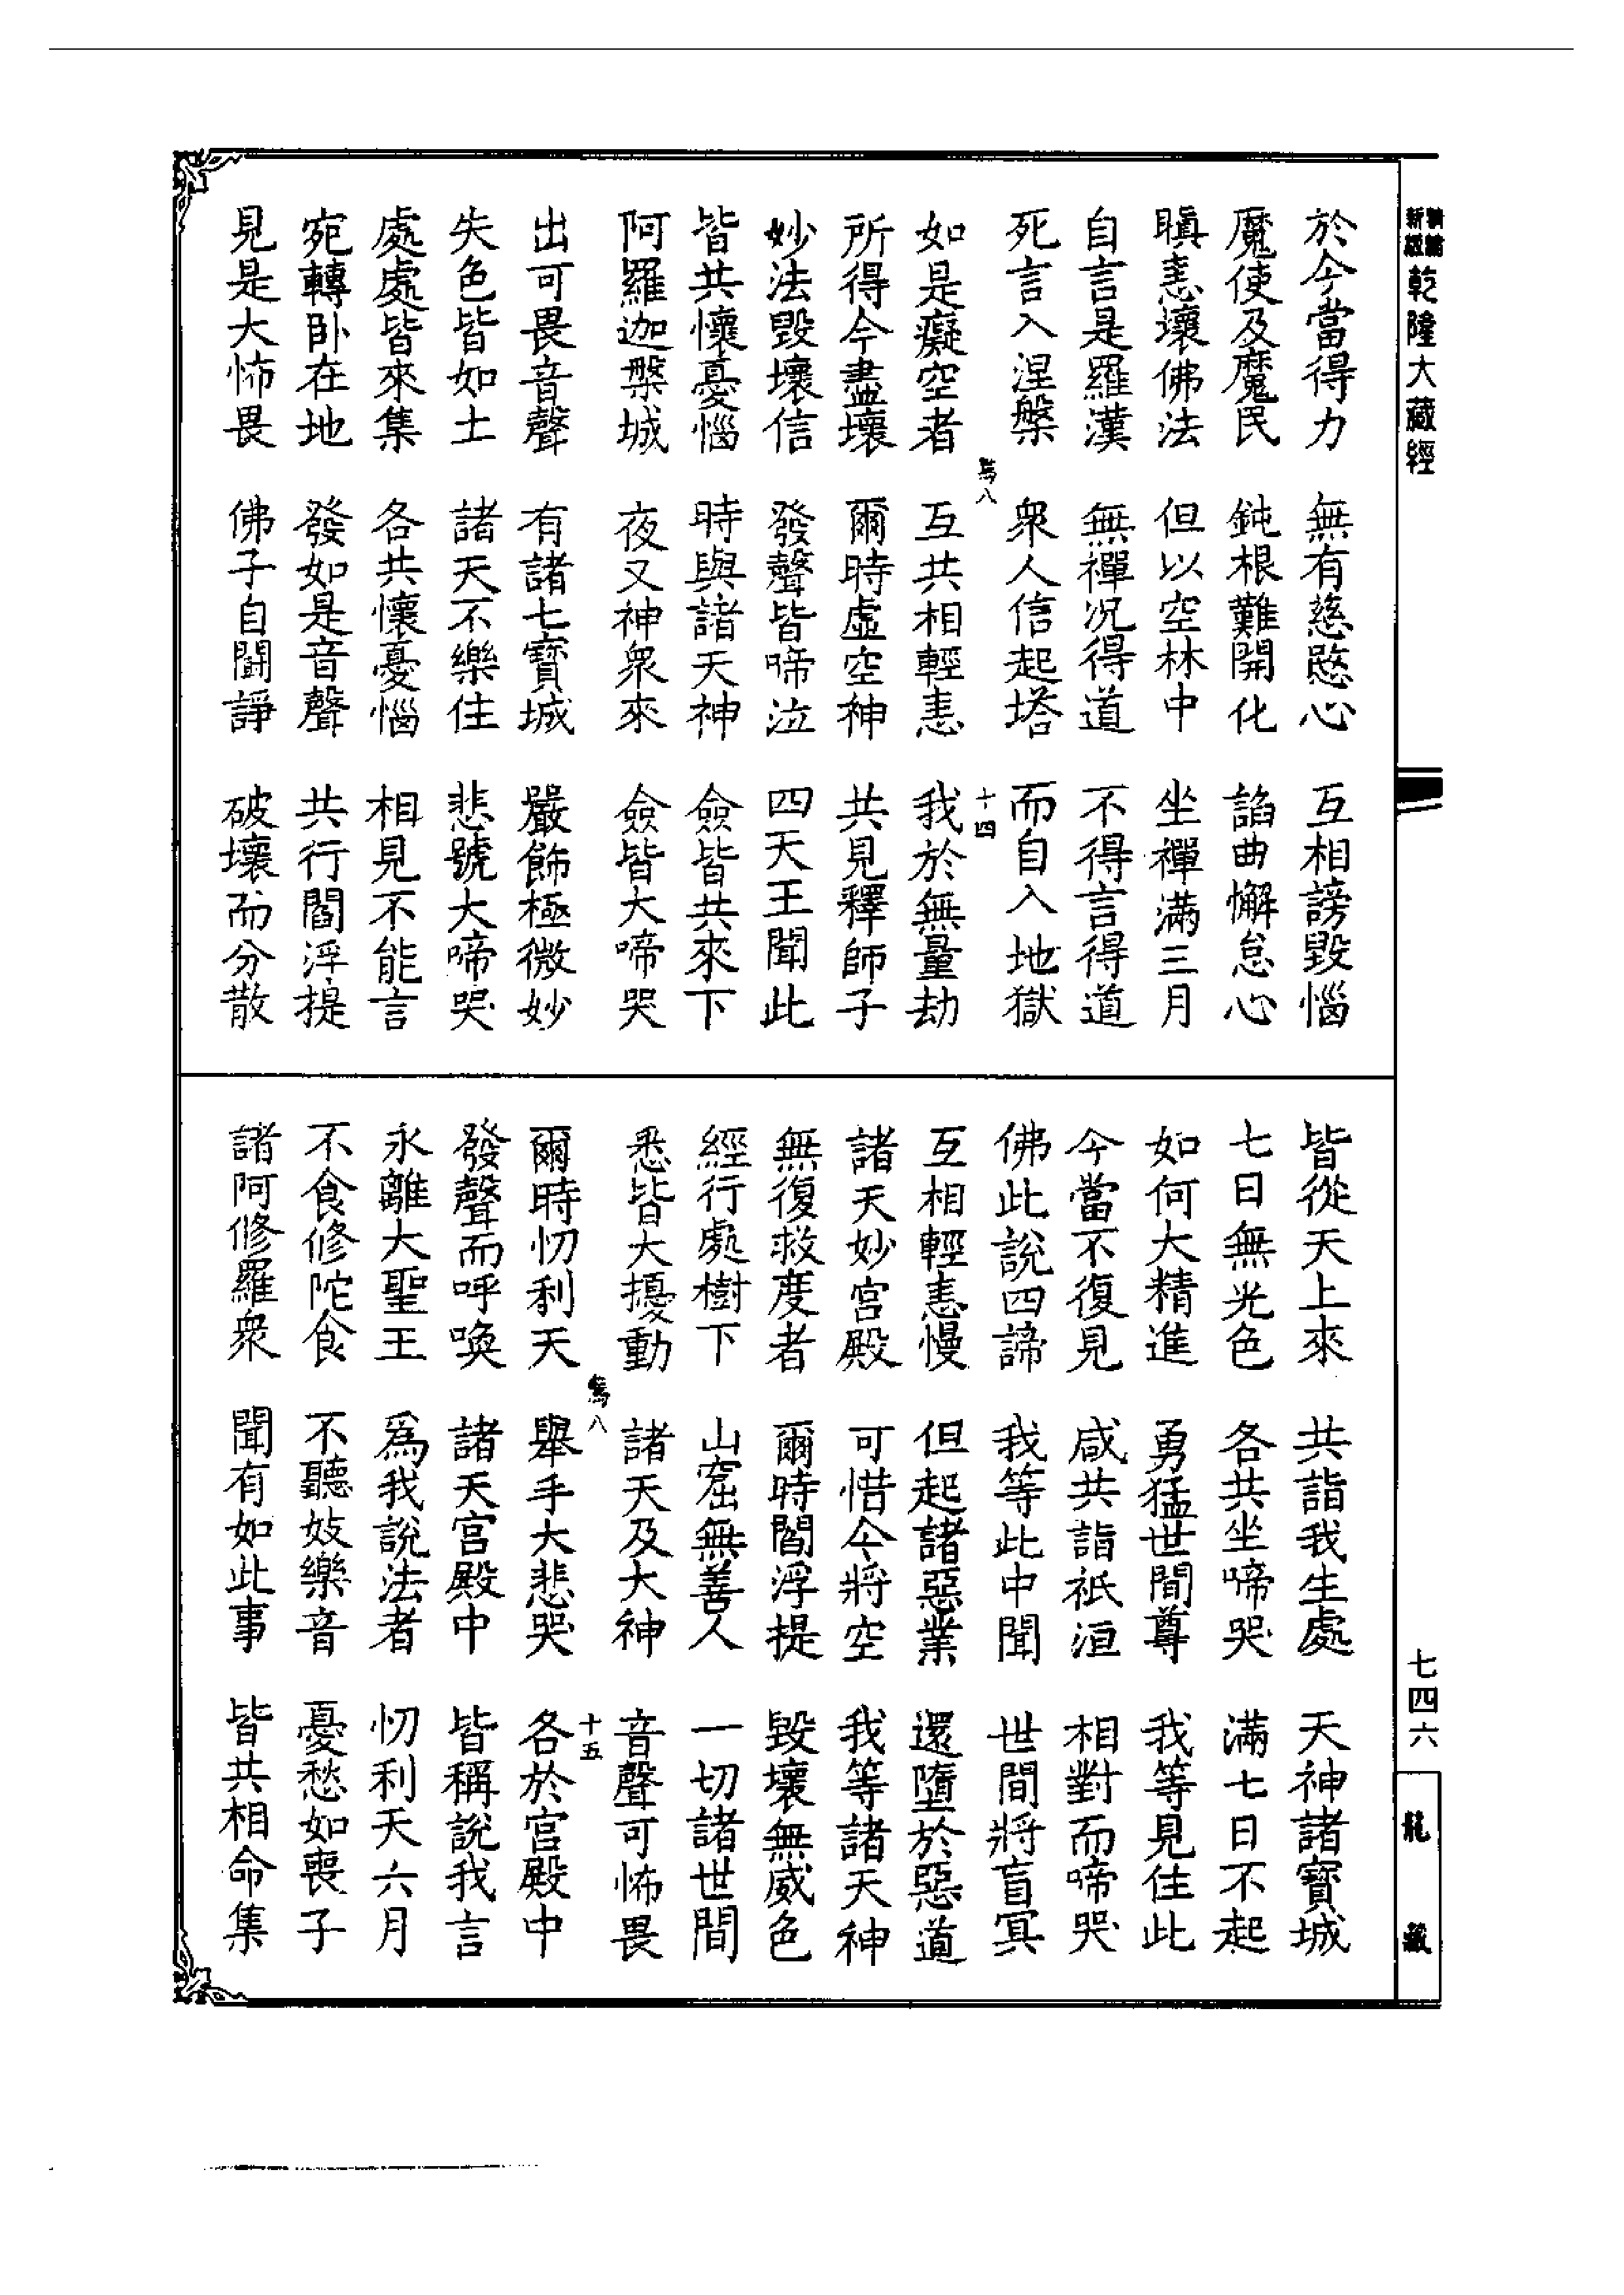 乾隆大藏經
七四六
龍藏
於今當得力 無有慈愍心 互相謗毀惱
魔使及魔民 鈍根難開化 諂曲懈怠心
瞋恚壞佛法 但以空林中 坐禪滿三月
自言是羅漢 無禪况得道 不得言得道
死言入涅槃 衆人信起塔 而自入地獄
如是癡空者 互共相輕恚 我於無量劫
所得今盡壞 爾時虛空神 共見釋師子
妙法毀壞信 發聲皆啼泣 四天王聞此
皆共懷憂惱 時與諸天神 僉皆共來下
阿羅迦槃城 夜叉神衆來 僉皆大啼哭
出可畏音聲 有諸七寶城 嚴飾極微妙
失色皆如土 諸天不樂住 悲號大啼哭
處處皆來集 各共懷憂惱 相見不能言
宛轉卧在地 發如是音聲 共行閻浮提
見是大怖畏 佛子自鬪諍 破壞而分散
皆從天上來 共詣我生處 天神諸寶城
七日無光色 各共坐啼哭 滿七日不起
如何大精進 勇猛世間尊 我等見住此
今當不復見 咸共詣祇洹 相對而啼哭
佛此說四諦 我等此中聞 世間將盲冥
互相輕恚慢 但起諸惡業 還墮於惡道
諸天妙宮殿 可惜今將空 我等諸天神
無復救度者 爾時閻浮提 毀壞無威色
經行處樹下 山窟無善人 一切諸世間
悉皆大擾動 諸天及大神 音聲可怖畏
爾時忉利天 舉手大悲哭 各於宮殿中
發聲而呼喚 諸天宮殿中 皆稱說我言
永離大聖王 爲我說法者 忉利天六月
不食修陀食 不聽妓樂音 憂愁如喪子
諸阿修羅衆 聞有如此事 皆共相命集
八 十四
八 十五